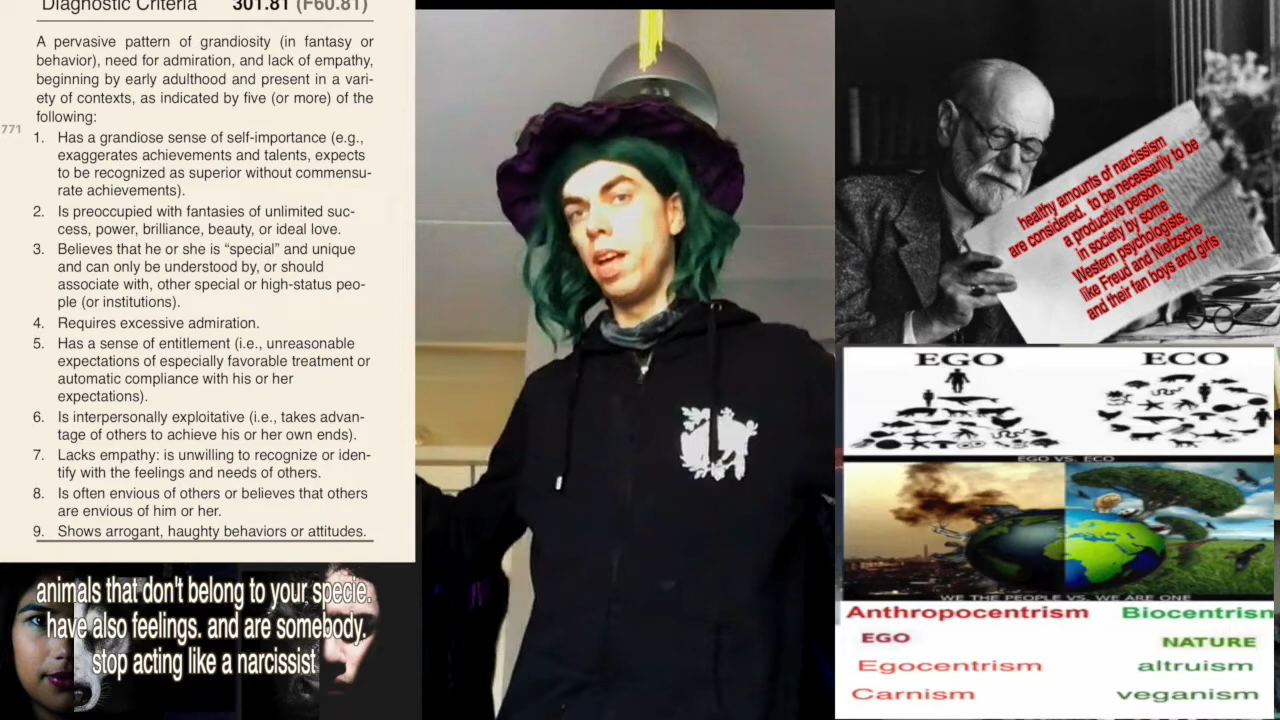 Diagnostic Criteria 301.81 (F60.81)
A pervasive pattern of grandiosity (in fantasy or
behavior), need for admiration, and lack of empathy,
beginning by early adulthood and present in a vari-
ety of contexts, as indicated by five (or more) of the
following:
771
1. Has a grandiose sense of self-importance (e.g.,
exaggerates achievements and talents, expects
to be recognized as superior without commensu-
rate achievements).
2. Is preoccupied with fantasies of unlimited suc-
cess, power, brilliance, beauty, or ideal love.
3. Believes that he or she is “special” and unique
and can only be understood by, or should
associate with, other special or high-status peo-
ple (or institutions).
4. Requires excessive admiration.
5. Has a sense of entitlement (i.e., unreasonable
expectations of especially favorable treatment or
automatic compliance with his or her
expectations).
6. Is interpersonally exploitative (i.e., takes advan-
tage of others to achieve his or her own ends).
7. Lacks empathy: is unwilling to recognize or iden-
tify with the feelings and needs of others.
8. Is often envious of others or believes that others
are envious of him or her.
9. Shows arrogant, haughty behaviors or attitudes.
animals that don't belong to your specie.
have also feelings. and are somebody.
stop acting like a narcissist
healthy amounts of narcissism
are considered. to be necessarily to be
a productive person.
in society by some
Western psychologists.
like Freud and Nietzsche
and their fan boys and girls
EGO ECO
EGO VS. ECO
WE THE PEOPLE VS. WE ARE ONE
Anthropocentrism Biocentrism
EGO NATURE
Egocentrism altruism
Carnism veganism